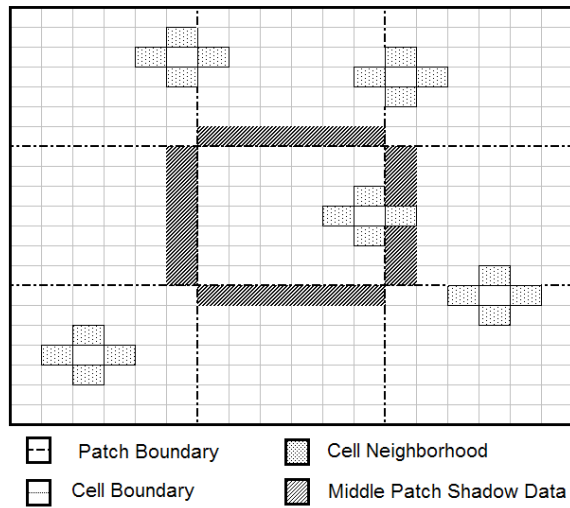 Patch Boundary
Cell Neighborhood
Cell Boundary
Middle Patch Shadow Data